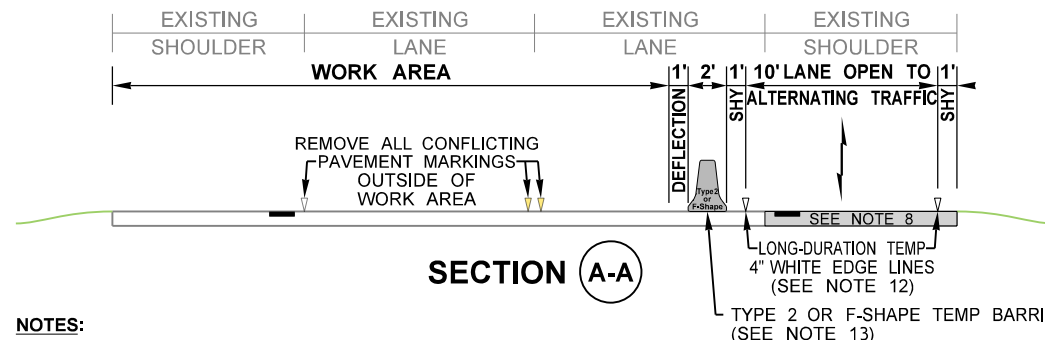 EXISTING EXISTING EXISTING EXISTING
SHOULDER LANE LANE SHOULDER
WORK AREA 1' 2' 1' 10' LANE OPEN TO 1'
ALTERNATING TRAFFIC
DEFLECTION
SHY
SHY
REMOVE ALL CONFLICTING
PAVEMENT MARKINGS
OUTSIDE OF
WORK AREA
Type 2
or
F-Shape
SEE NOTE 8
LONG-DURATION TEMP
4" WHITE EDGE LINES
(SEE NOTE 12)
SECTION A-A
TYPE 2 OR F-SHAPE TEMP BARRI
(SEE NOTE 13)
NOTES: